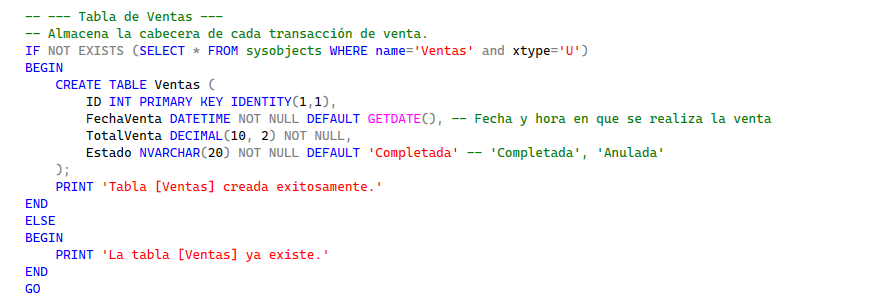 -- --- Tabla de Ventas ---
-- Almacena la cabecera de cada transacción de venta.
IF NOT EXISTS (SELECT * FROM sysobjects WHERE name='Ventas' and xtype='U')
BEGIN
    CREATE TABLE Ventas (
        ID INT PRIMARY KEY IDENTITY(1,1),
        FechaVenta DATETIME NOT NULL DEFAULT GETDATE(), -- Fecha y hora en que se realiza la venta
        TotalVenta DECIMAL(10, 2) NOT NULL,
        Estado NVARCHAR(20) NOT NULL DEFAULT 'Completada' -- 'Completada', 'Anulada'
    );
    PRINT 'Tabla [Ventas] creada exitosamente.'
END
ELSE
BEGIN
    PRINT 'La tabla [Ventas] ya existe.'
END
GO